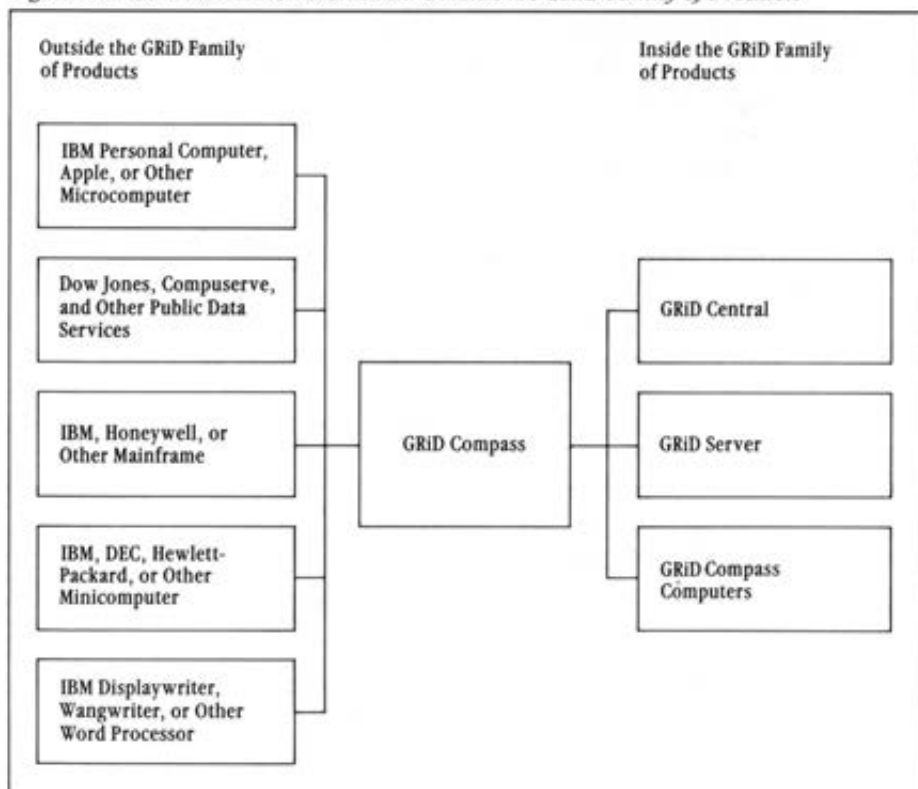 Outside the GRiD Family
of Products
Inside the GRiD Family
of Products
IBM Personal Computer,
Apple, or Other
Microcomputer
Dow Jones, Compuserve,
and Other Public Data
Services
IBM, Honeywell, or
Other Mainframe
IBM, DEC, Hewlett-
Packard, or Other
Minicomputer
IBM Displaywriter,
Wangwriter, or Other
Word Processor
GRiD Compass
GRiD Central
GRiD Server
GRiD Compass
Computers